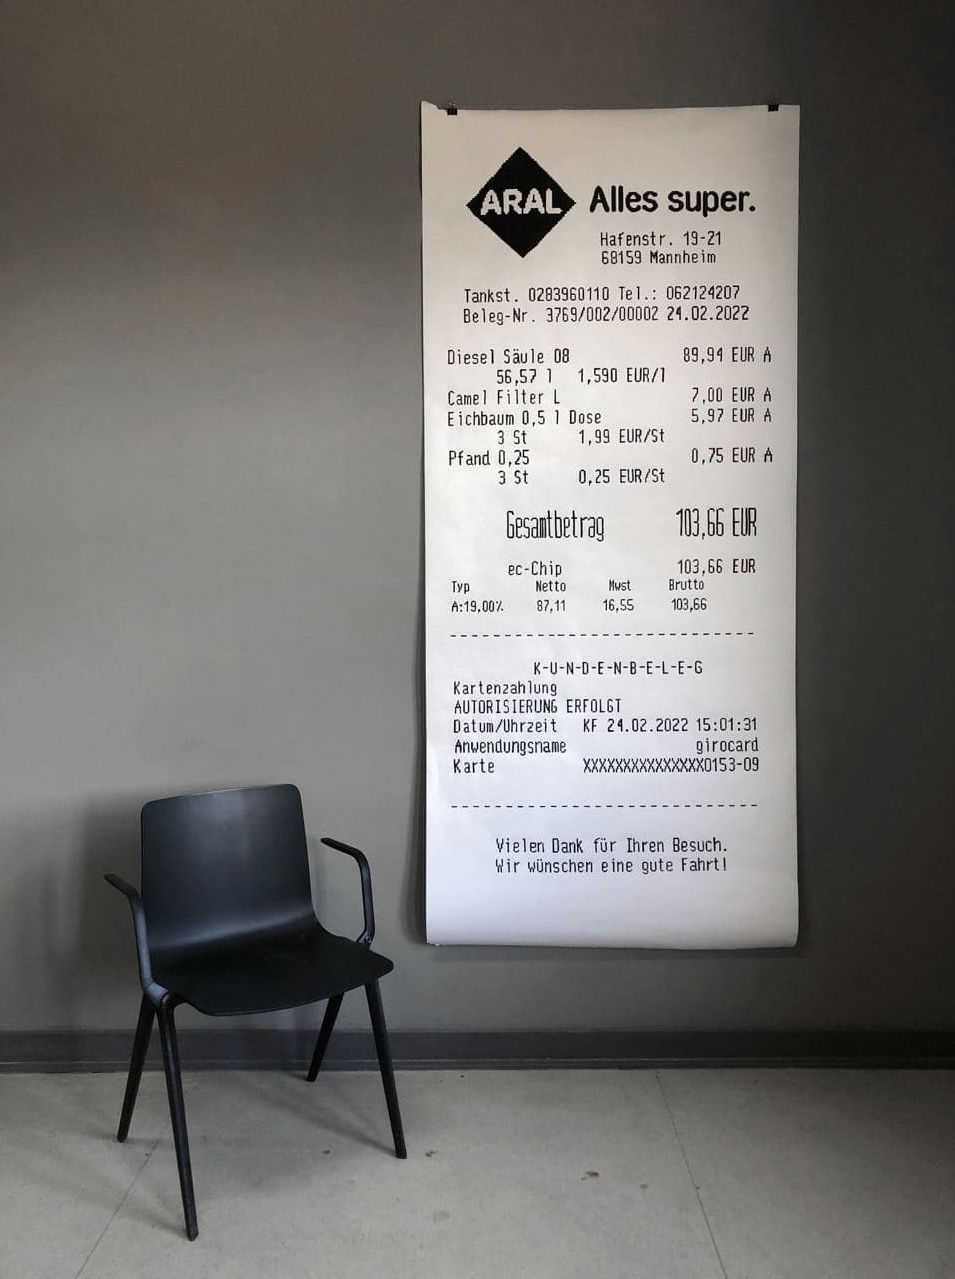 ARAL Alles super.
Hafenstr. 19-21
68159 Mannheim
Tankst. 0283960110 Tel.: 062124207
Beleg-Nr. 3769/002/00002 24.02.2022
Diesel Säule 08 89,94 EUR A
56,57 l 1,590 EUR/l
Camel Filter L 7,00 EUR A
Eichbaum 0,5 l Dose 5,97 EUR A
3 St 1,99 EUR/St
Pfand 0,25 0,75 EUR A
3 St 0,25 EUR/St
Gesamtbetrag 103,66 EUR
ec-Chip 103,66 EUR
Typ Netto Mwst Brutto
A:19,00% 87,11 16,55 103,66
K-U-N-D-E-N-B-E-L-E-G
Kartenzahlung
AUTORISIERUNG ERFOLGT
Datum/Uhrzeit KF 24.02.2022 15:01:31
Anwendungsname girocard
Karte XXXXXXXXXXXXXXX0153-09
Vielen Dank für Ihren Besuch.
Wir wünschen eine gute Fahrt!